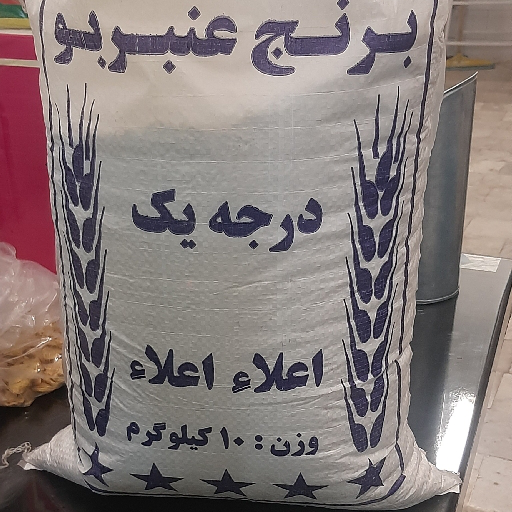 برنج عنبربو
درجه یک
اعلاءِ اعلاء
وزن : ۱۰ کیلوگرم